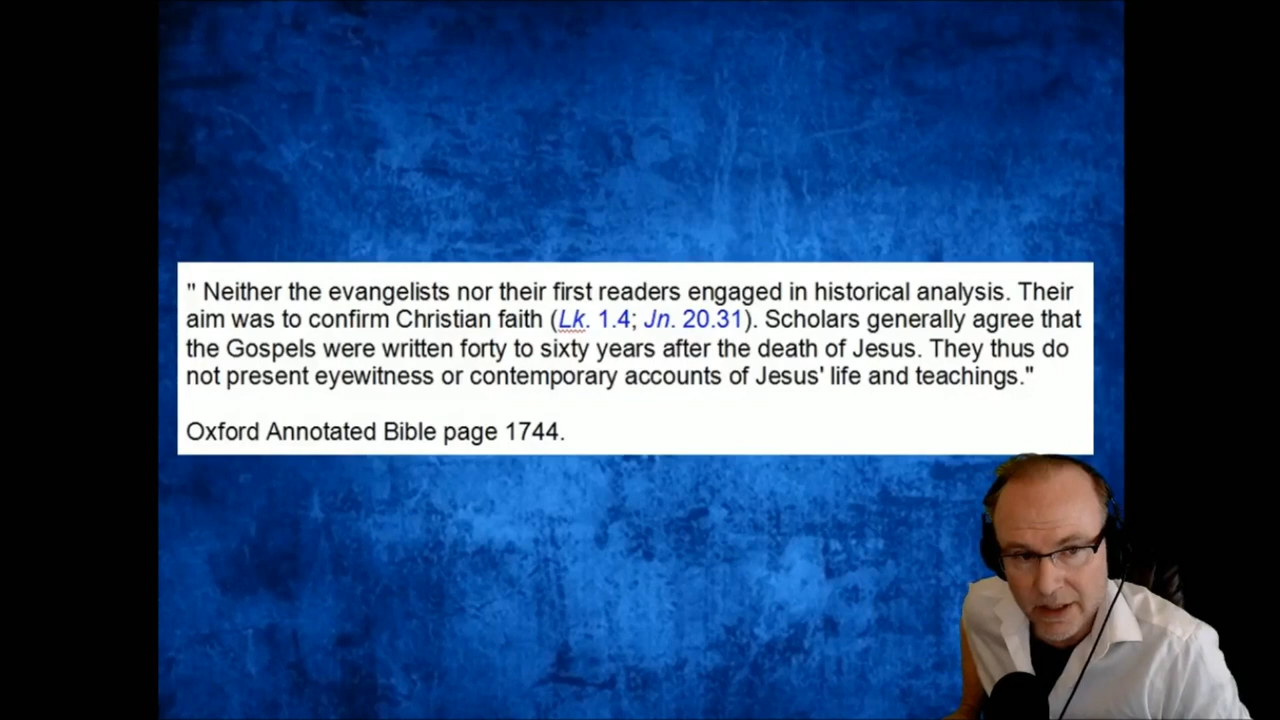 " Neither the evangelists nor their first readers engaged in historical analysis. Their
aim was to confirm Christian faith (Lk. 1.4; Jn. 20.31). Scholars generally agree that
the Gospels were written forty to sixty years after the death of Jesus. They thus do
not present eyewitness or contemporary accounts of Jesus' life and teachings."
Oxford Annotated Bible page 1744.